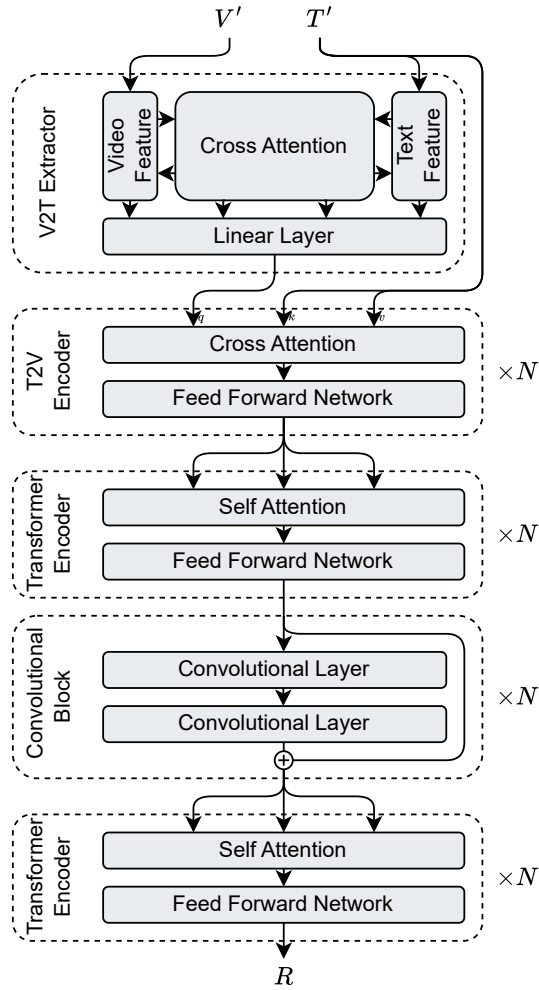 V′ T′
V2T Extractor
Video
Feature
Cross Attention
Text
Feature
Linear Layer
q k v
T2V
Encoder
Cross Attention
Feed Forward Network
×N
Transformer
Encoder
Self Attention
Feed Forward Network
×N
Convolutional
Block
Convolutional Layer
Convolutional Layer
×N
+
Transformer
Encoder
Self Attention
Feed Forward Network
×N
R